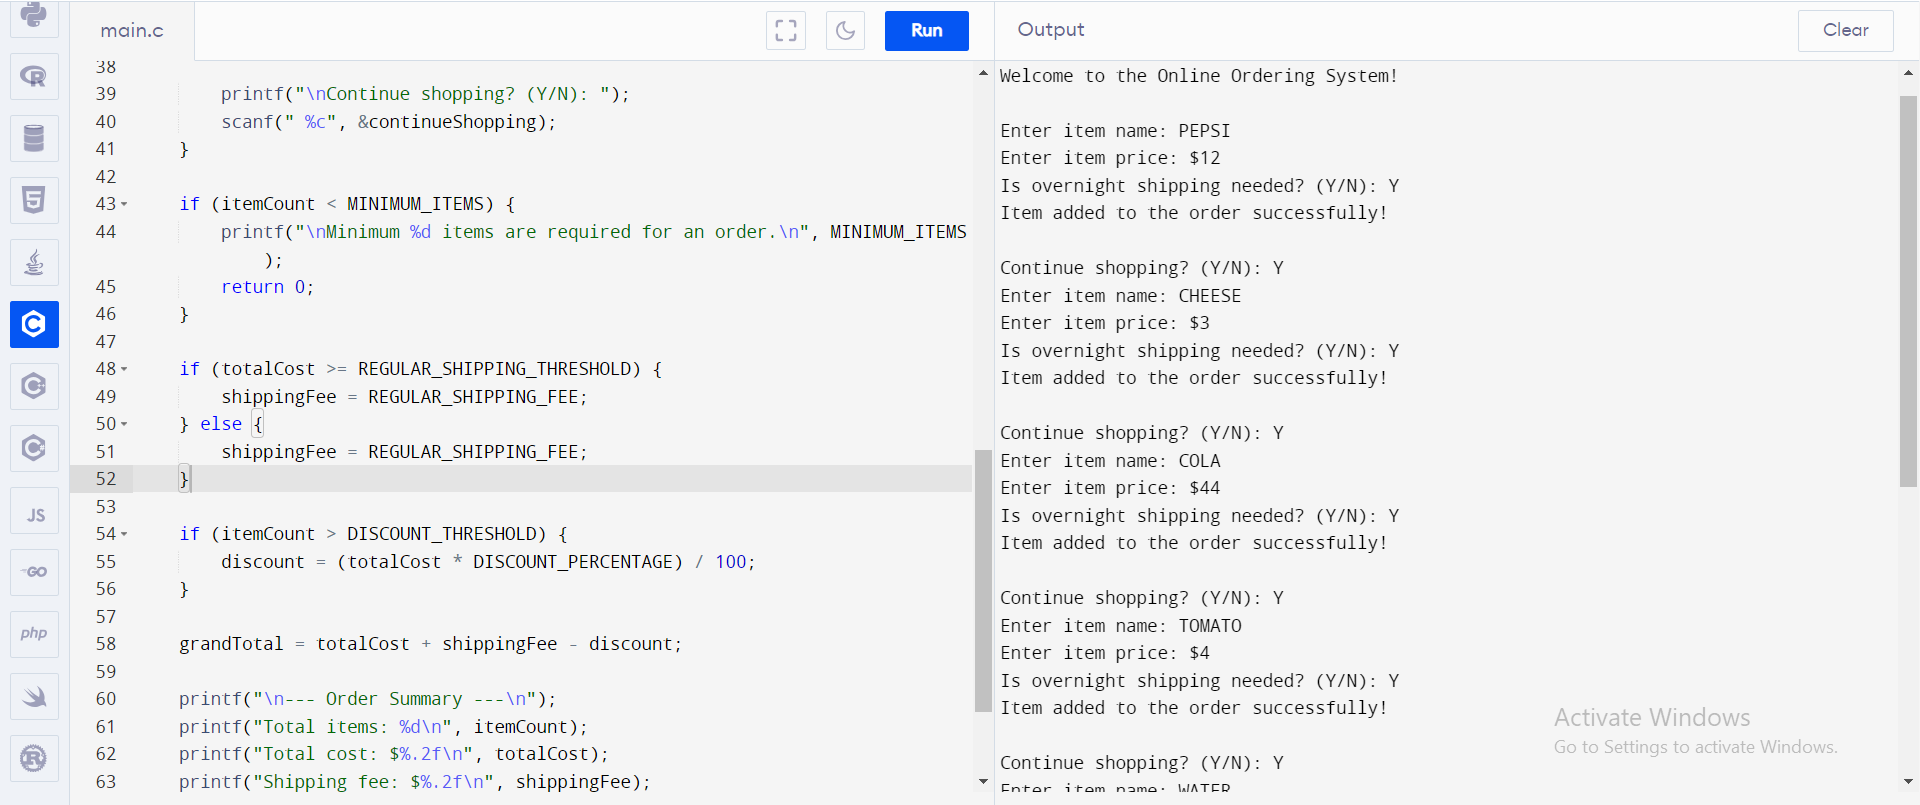 main.c
Run
38
39 printf("\nContinue shopping? (Y/N): ");
40 scanf(" %c", &continueShopping);
41 }
42
43 if (itemCount < MINIMUM_ITEMS) {
44 printf("\nMinimum %d items are required for an order.\n", MINIMUM_ITEMS
);
45 return 0;
46 }
47
48 if (totalCost >= REGULAR_SHIPPING_THRESHOLD) {
49 shippingFee = REGULAR_SHIPPING_FEE;
50 } else {
51 shippingFee = REGULAR_SHIPPING_FEE;
52 }
53
54 if (itemCount > DISCOUNT_THRESHOLD) {
55 discount = (totalCost * DISCOUNT_PERCENTAGE) / 100;
56 }
57
58 grandTotal = totalCost + shippingFee - discount;
59
60 printf("\n--- Order Summary ---\n");
61 printf("Total items: %d\n", itemCount);
62 printf("Total cost: $%.2f\n", totalCost);
63 printf("Shipping fee: $%.2f\n", shippingFee);
R
5
C
C
C
JS
GO
php
R
Output
Clear
Welcome to the Online Ordering System!
Enter item name: PEPSI
Enter item price: $12
Is overnight shipping needed? (Y/N): Y
Item added to the order successfully!
Continue shopping? (Y/N): Y
Enter item name: CHEESE
Enter item price: $3
Is overnight shipping needed? (Y/N): Y
Item added to the order successfully!
Continue shopping? (Y/N): Y
Enter item name: COLA
Enter item price: $44
Is overnight shipping needed? (Y/N): Y
Item added to the order successfully!
Continue shopping? (Y/N): Y
Enter item name: TOMATO
Enter item price: $4
Is overnight shipping needed? (Y/N): Y
Item added to the order successfully!
Continue shopping? (Y/N): Y
Enter item name: WATER
Activate Windows
Go to Settings to activate Windows.